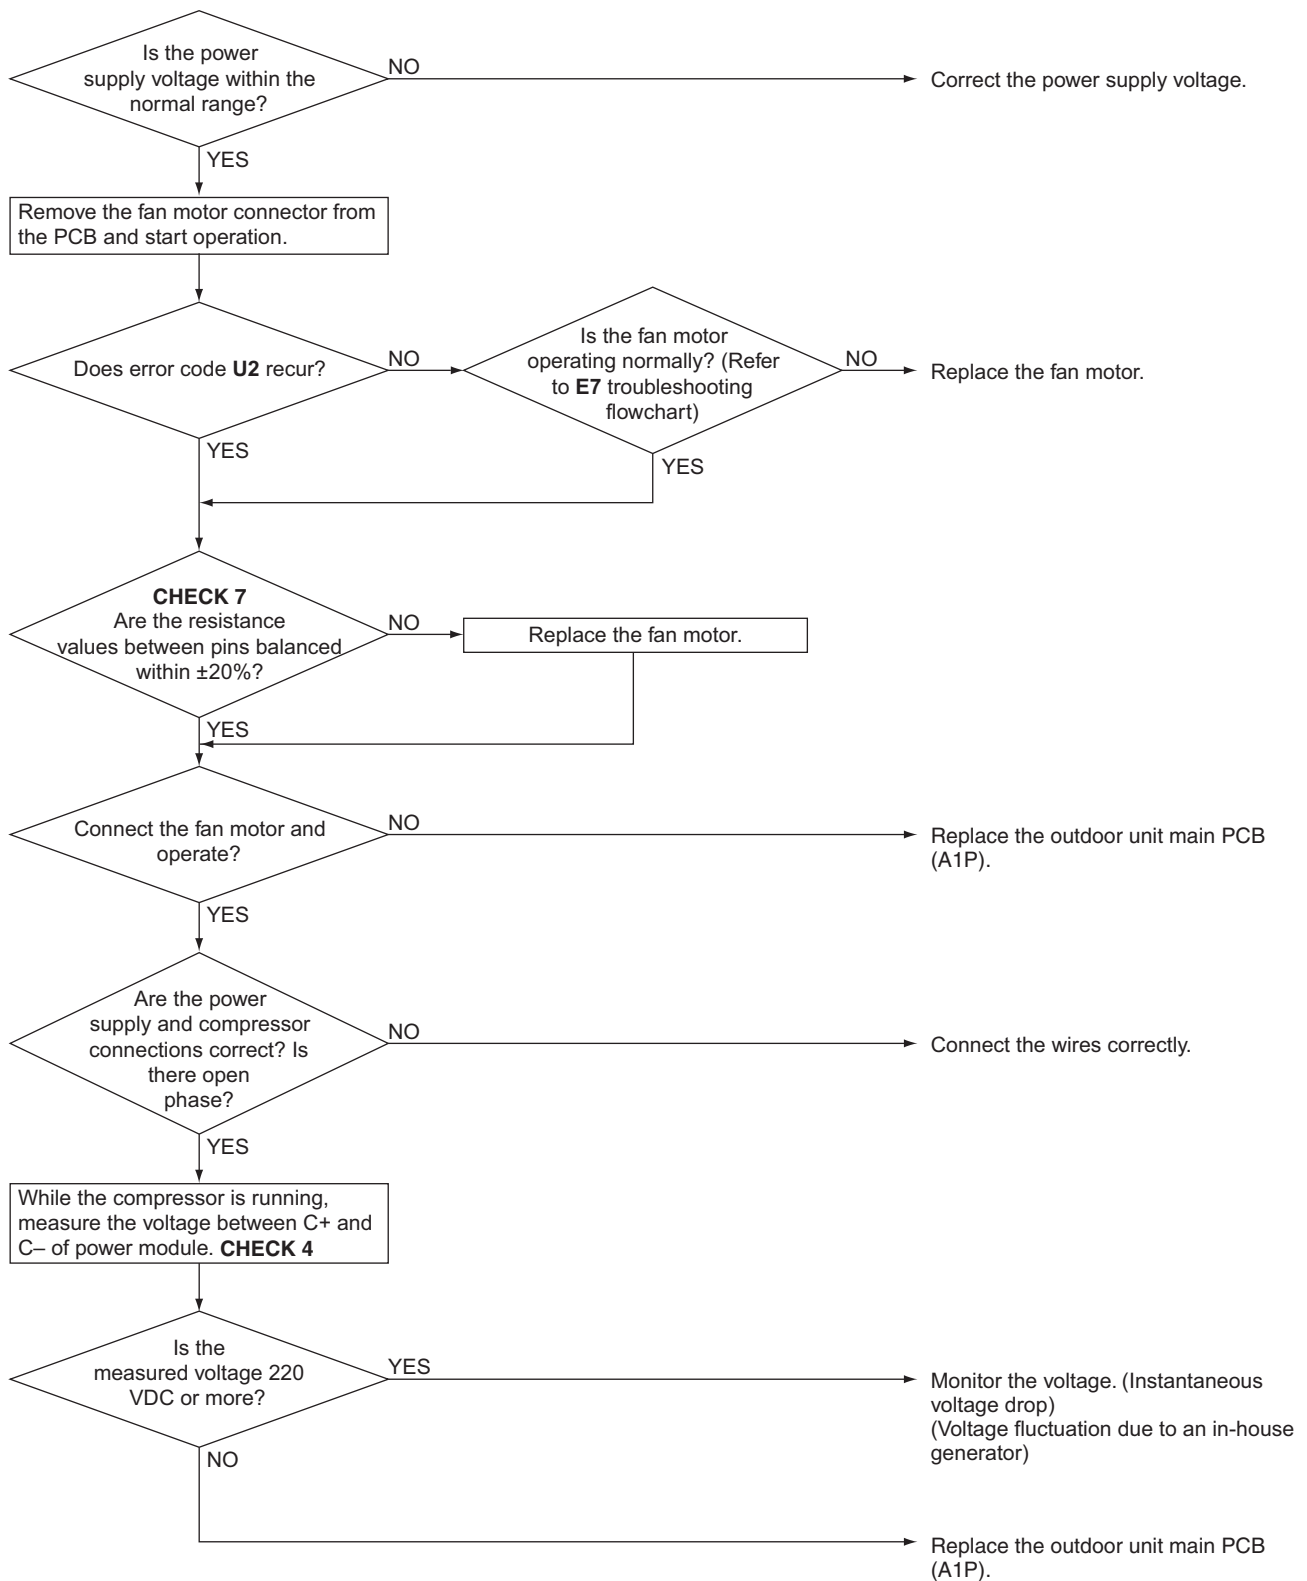 Is the power
supply voltage within the
normal range?
NO
Correct the power supply voltage.
YES
Remove the fan motor connector from
the PCB and start operation.
Does error code U2 recur?
NO
Is the fan motor
operating normally? (Refer
to E7 troubleshooting
flowchart)
NO
Replace the fan motor.
YES
YES
CHECK 7
Are the resistance
values between pins balanced
within ±20%?
NO
Replace the fan motor.
YES
Connect the fan motor and
operate?
NO
Replace the outdoor unit main PCB
(A1P).
YES
Are the power
supply and compressor
connections correct? Is
there open
phase?
NO
Connect the wires correctly.
YES
While the compressor is running,
measure the voltage between C+ and
C– of power module. CHECK 4
Is the
measured voltage 220
VDC or more?
YES
Monitor the voltage. (Instantaneous
voltage drop)
(Voltage fluctuation due to an in-house
generator)
NO
Replace the outdoor unit main PCB
(A1P).